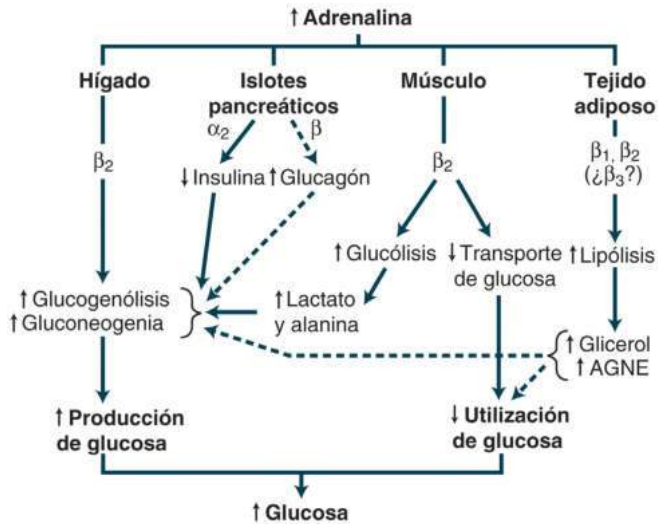 ↑ Adrenalina
Hígado
Islotes
pancreáticos
Músculo
Tejido
adiposo
α2
β
β2
↓ Insulina ↑ Glucagón
β2
β1, β2
(¿β3?)
↑ Glucólisis
↓ Transporte
de glucosa
↑ Lipólisis
↑ Glucogenólisis
↑ Gluconeogenia
↑ Lactato
y alanina
↑ Glicerol
↑ AGNE
↑ Producción
de glucosa
↓ Utilización
de glucosa
↑ Glucosa